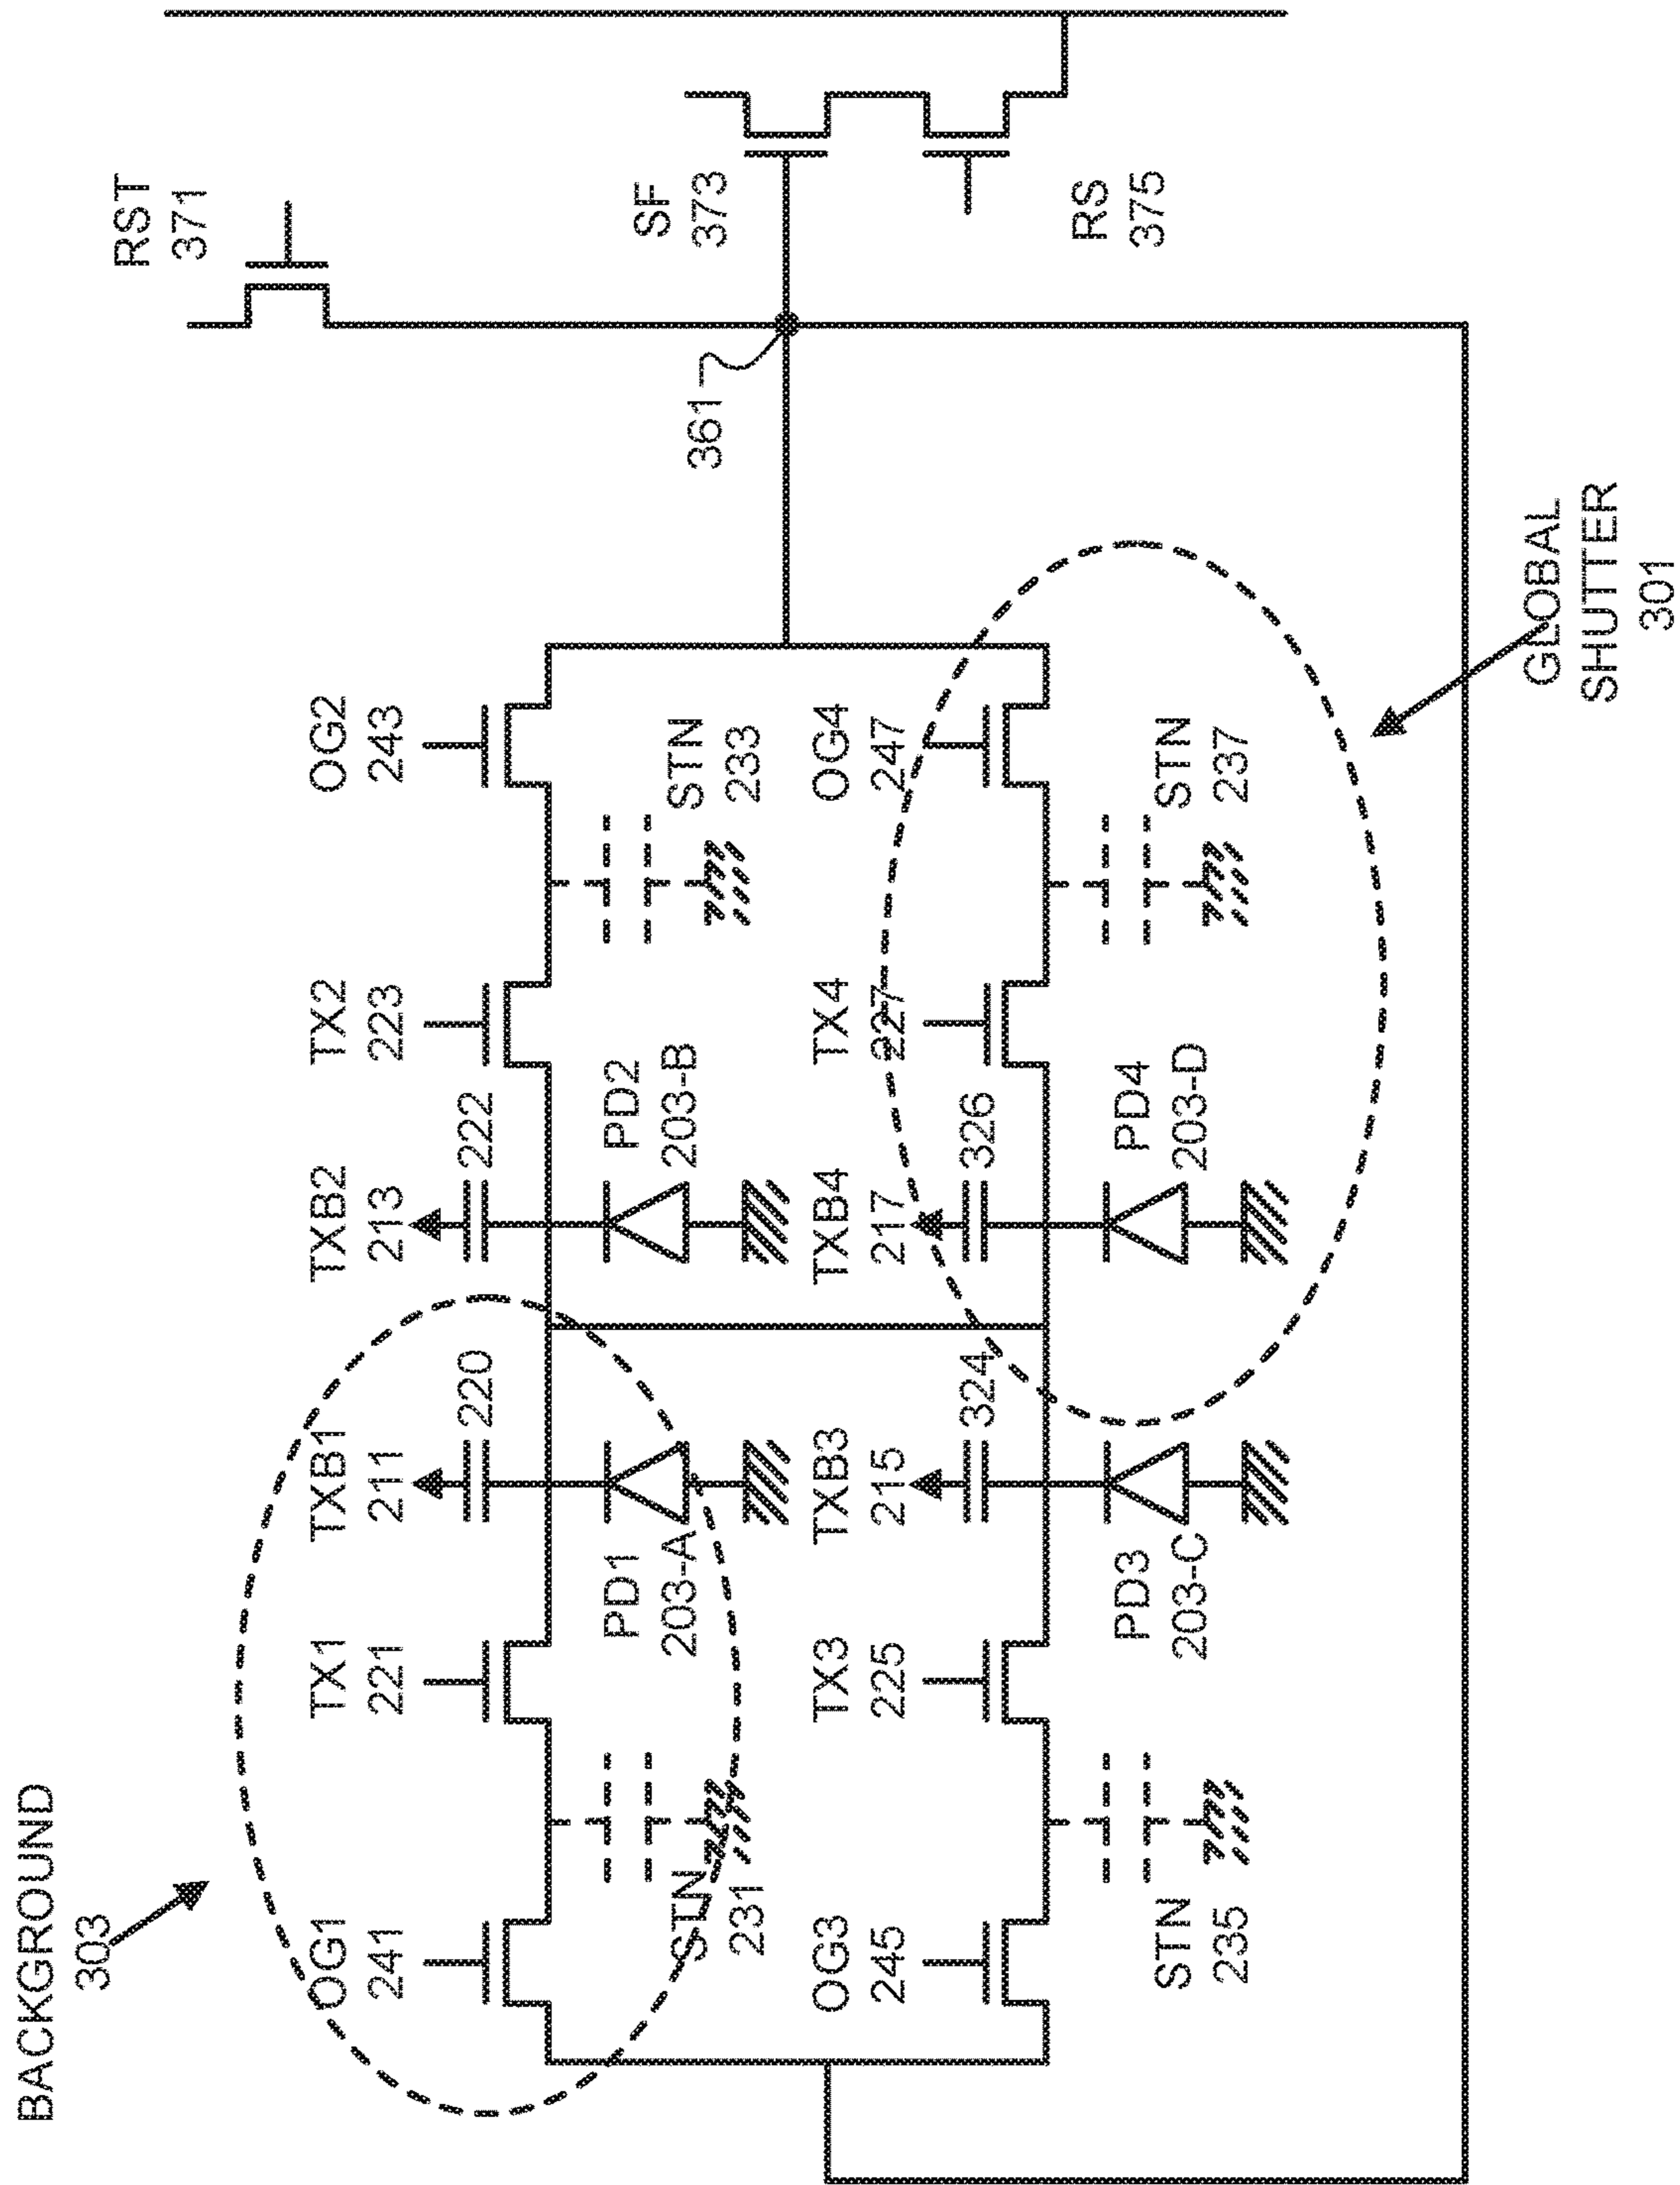 BACKGROUND
303
OG1
241
TX1
221
TXB1
211
220
STN
231
PD1
203-A
TXB2
213
222
TX2
223
OG2
243
PD2
203-B
STN
233
OG3
245
TX3
225
TXB3
215
324
STN
235
PD3
203-C
TXB4
217
326
TX4
227
OG4
247
PD4
203-D
STN
237
GLOBAL
SHUTTER
301
361
RST
371
SF
373
RS
375